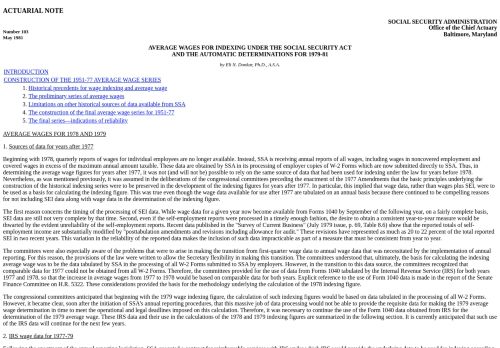 ACTUARIAL NOTE
SOCIAL SECURITY ADMINISTRATION
Number 103
Office of the Chief Actuary
May 1981
Baltimore, Maryland
AVERAGE WAGES FOR INDEXING UNDER THE SOCIAL SECURITY ACT
AND THE AUTOMATIC DETERMINATIONS FOR 1979-81
by Eli N. Donkar, Ph.D., A.S.A.
INTRODUCTION
CONSTRUCTION OF THE 1951-77 AVERAGE WAGE SERIES
1. Historical precedents for wage indexing and average wage
2. The preliminary series of average wages
3. Limitations on other historical sources of data available from SSA
4. The construction of the final average wage series for 1951-77
5. The final series—indications of reliability
AVERAGE WAGES FOR 1978 AND 1979
1. Sources of data for years after 1977
Beginning with 1978, quarterly reports of wages for individual employees are no longer available. Instead, SSA is receiving annual reports of all wages, including wages in noncovered employment and
covered wages in excess of the maximum annual amount taxable. These data are obtained by SSA in its processing of employer copies of W-2 Forms which are now submitted directly to SSA. Thus, in
determining the average wage figures for years after 1977, it was not (and will not be) possible to rely on the same sources of data that had been used for indexing under the law for years before 1978.
Nevertheless, as was mentioned previously, it was assumed in the deliberations of the congressional committees preceding the enactment of the 1977 Amendments that the basic principles underlying the
construction of the historical wage series were to be preserved in the development of the indexing figures for years after 1977. In particular, this implied that wage data, rather than wages plus SEI, were to
be used as a basis for calculating the indexing figure. This was true even though the wage data available for use after 1977 are tabulated on an annual basis because there continued to be compelling reasons
for not including SEI data along with wage data in the determination of the indexing figure.
The first reason concerns the timing of the processing of SEI data. While wage data for a given year now become available from Forms 1040 by September of the following year, on a fairly complete basis,
SEI data are still not very complete by that time. Second, even if the self-employment reports were processed in a timely enough fashion, the desire to obtain a consistent year-to-year measure would be
thwarted by the evident unreliability of the self-employment reports. Recent data published in the "Survey of Current Business" (July 1979 issue, p. 69, Table 8.6) show that the reported totals of self-
employment income are substantially modified by "postulation amendments and revisions including allowance for audit." These revisions have represented as much as 20 to 22 percent of the total reported
SEI in recent years. This variation in the reliability of the reported data makes the inclusion of such data impracticable as part of a measure that must be consistent from year to year.
The committees were also especially aware of the problems that were to arise in making the transition from first-quarter wage data to annual wage data that was necessitated by the implementation of annual
reporting. For this reason, the provisions of the law were written to allow the Secretary flexibility in making this transition. The committees understood that, ultimately, the basis for calculating the indexing
average wage was to be the data tabulated by SSA in the processing of all W-2 Forms submitted to SSA by employers. However, in the transition to this data source, the committees recognized that
comparable data for 1977 could not be obtained from all W-2 Forms. Therefore, the committees provided for the use of data from Forms 1040 tabulated by the Internal Revenue Service (IRS) for both years
1977 and 1978, so that the increase in average wages from 1977 to 1978 would be based on comparable data for both years. Explicit reference to the use of Form 1040 data is made in the report of the Senate
Finance Committee on H.R. 5322. These considerations provided the basis for the methodology underlying the calculation of the 1978 indexing figure.
The congressional committees anticipated that beginning with the 1979 wage indexing figure, the calculation of such indexing figures would be based on data tabulated in the processing of all W-2 Forms.
However, it became clear, soon after the initiation of SSA's annual reporting procedures, that this massive job of data processing would not be able to provide the requisite data for making the 1979 average
wage determination in time to meet the operational and legal deadlines imposed on this calculation. Therefore, it was necessary to continue the use of the Form 1040 data obtained from IRS for the
determination of the 1979 average wage. These IRS data and their use in the calculations of the 1978 and 1979 indexing figures are summarized in the following section. It is currently anticipated that such use
of the IRS data will continue for the next few years.
2. IRS wage data for 1977-79